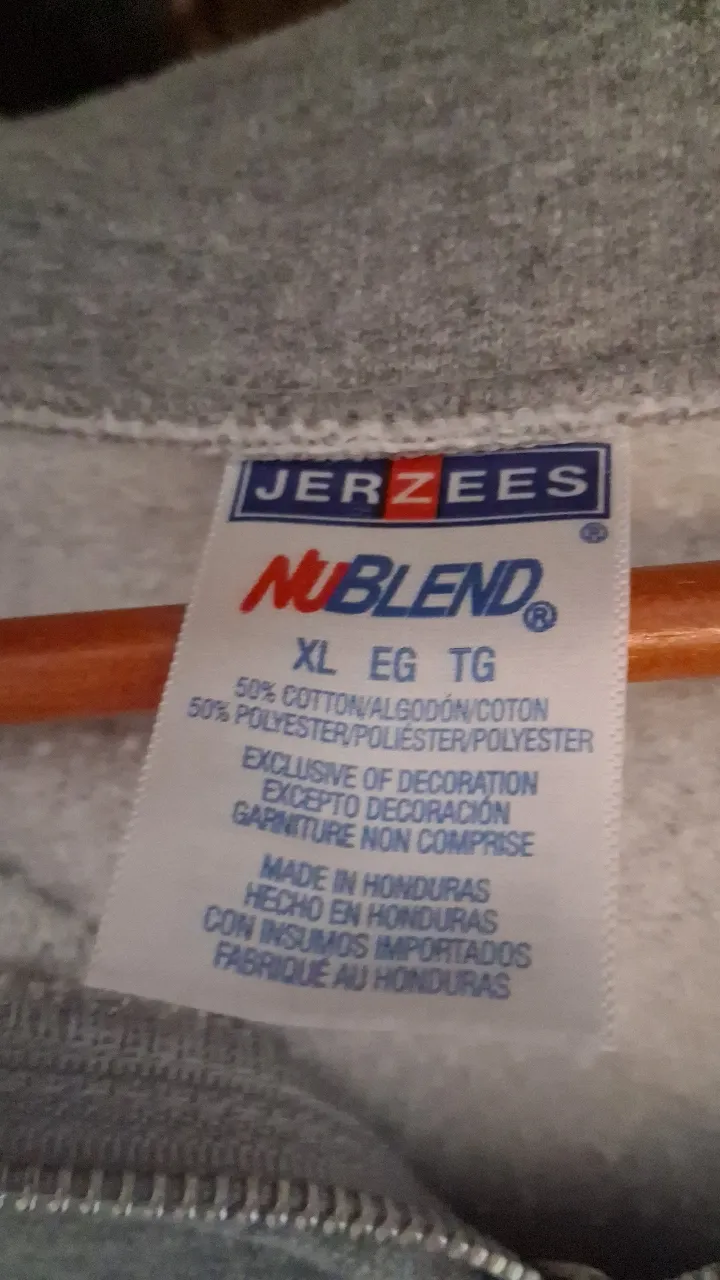 JERZEES
®
NUBLEND®
XL EG TG
50% COTTON/ALGODÓN/COTON
50% POLYESTER/POLIÉSTER/POLYESTER
EXCLUSIVE OF DECORATION
EXCEPTO DECORACIÓN
GARNITURE NON COMPRISE
MADE IN HONDURAS
HECHO EN HONDURAS
CON INSUMOS IMPORTADOS
FABRIQUÉ AU HONDURAS